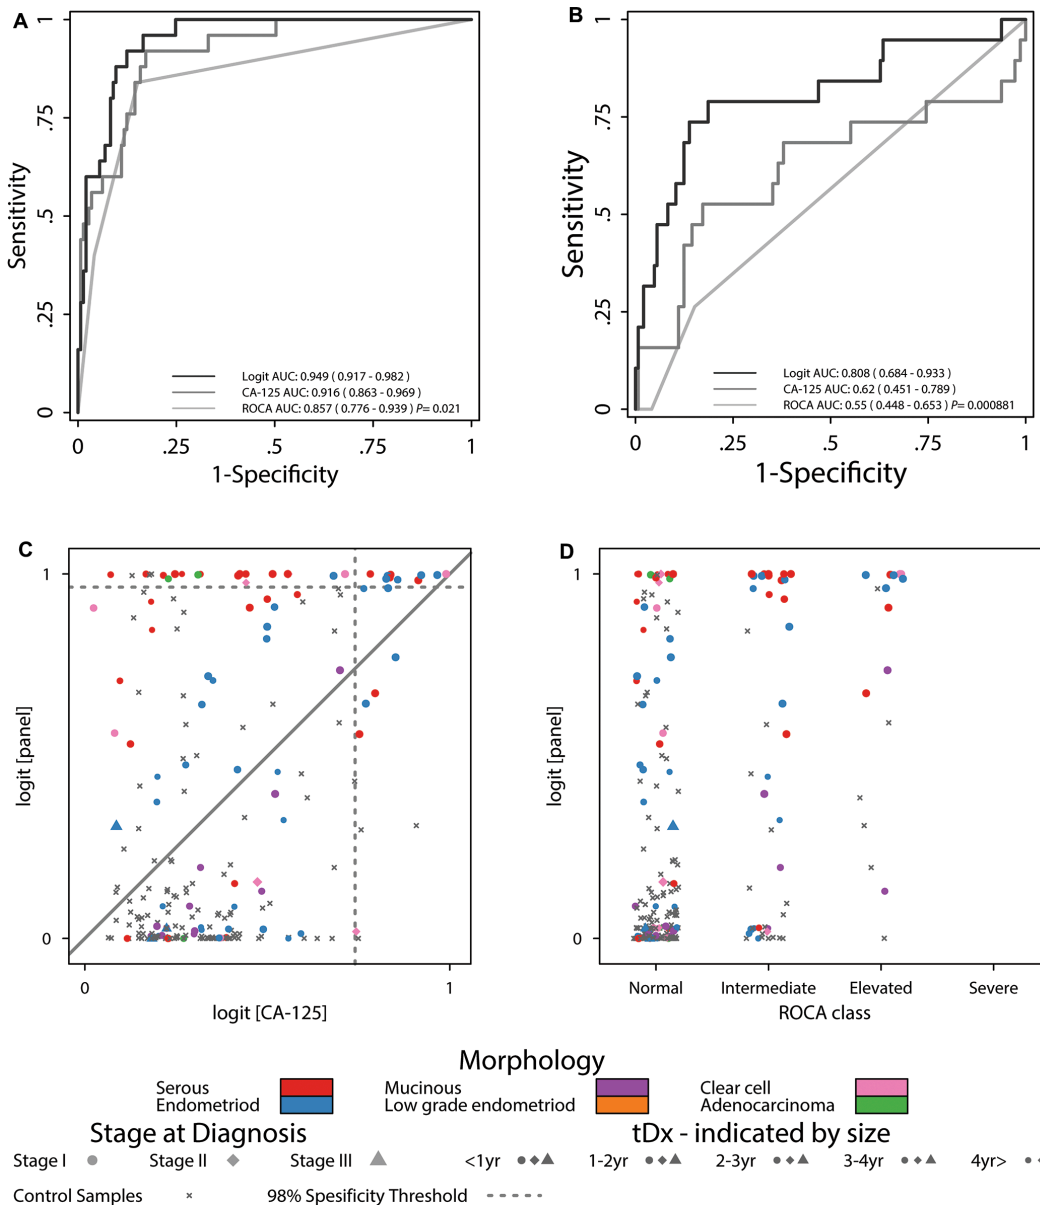 A
1
.75
.5
.25
0
Sensitivity
Logit AUC: 0.949 ( 0.917 - 0.982 )
CA-125 AUC: 0.916 ( 0.863 - 0.969 )
ROCA AUC: 0.857 ( 0.776 - 0.939 ) P= 0.021
0 .25 .5 .75 1
1-Specificity
B
1
.75
.5
.25
0
Sensitivity
Logit AUC: 0.808 ( 0.684 - 0.933 )
CA-125 AUC: 0.62 ( 0.451 - 0.789 )
ROCA AUC: 0.55 ( 0.448 - 0.653 ) P= 0.000881
0 .25 .5 .75 1
1-Specificity
C
1
0
logit [panel]
0 1
logit [CA-125]
D
1
0
logit [panel]
Normal Intermediate Elevated Severe
ROCA class
Morphology
Serous Mucinous Clear cell
Endometriod Low grade endometriod Adenocarcinoma
Stage at Diagnosis tDx - indicated by size
Stage I Stage II Stage III <1yr 1-2yr 2-3yr 3-4yr 4yr>
Control Samples 98% Spesificity Threshold